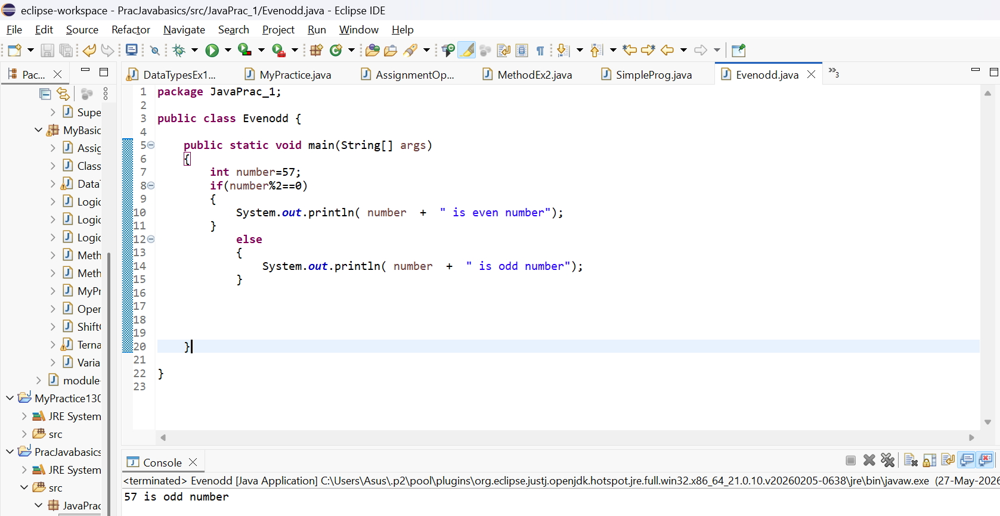 eclipse-workspace - PracJavabasics/src/JavaPrac_1/Evenodd.java - Eclipse IDE
File Edit Source Refactor Navigate Search Project Run Window Help
Pac...
DataTypesEx1... MyPractice.java AssignmentOp... MethodEx2.java SimpleProg.java Evenodd.java »3
Supe
MyBasic
Assig
Class
Data
Logic
Logic
Logic
Meth
Meth
MyPr
Oper
Shift
Terna
Varia
module-
MyPractice130
JRE System
src
PracJavabasics
JRE System
src
JavaPrac
1 package JavaPrac_1;
2
3 public class Evenodd {
4
5 public static void main(String[] args)
6 {
7 int number=57;
8 if(number%2==0)
9 {
10 System.out.println( number  +  " is even number");
11 }
12 else
13 {
14 System.out.println( number  +  " is odd number");
15 }
16
17
18
19
20 }
21
22 }
23
Console
<terminated> Evenodd [Java Application] C:\Users\Asus\.p2\pool\plugins\org.eclipse.justj.openjdk.hotspot.jre.full.win32.x86_64_21.0.10.v20260205-0638\jre\bin\javaw.exe (27-May-2026
57 is odd number